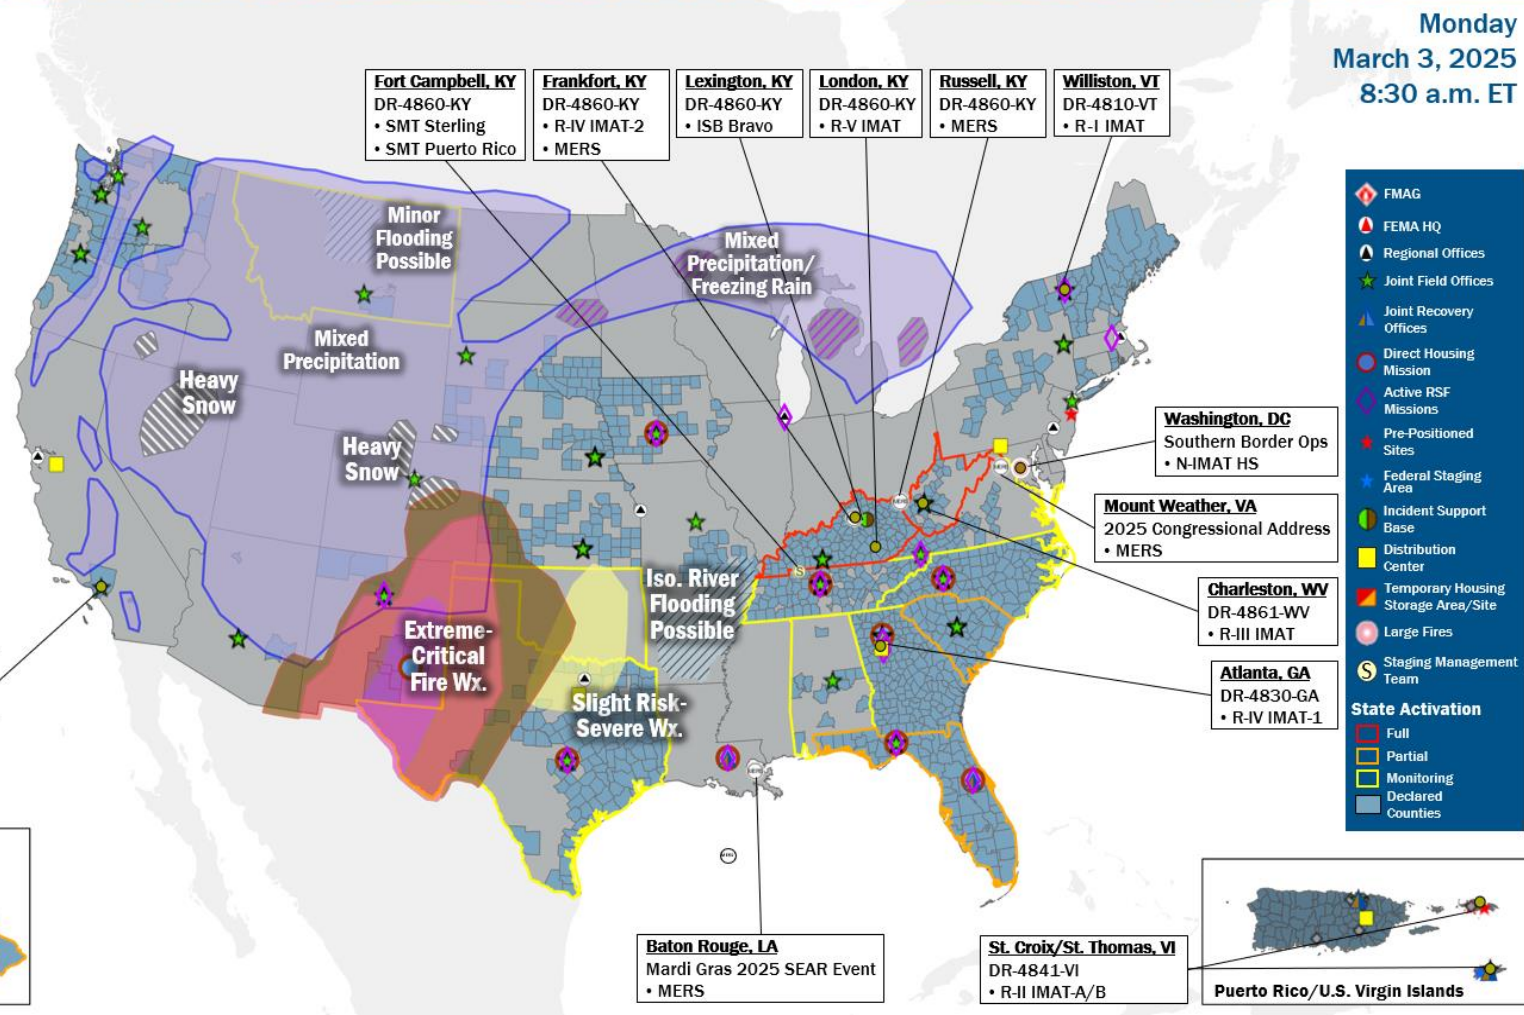 Monday
March 3, 2025
8:30 a.m. ET
Fort Campbell, KY
DR-4860-KY
• SMT Sterling
• SMT Puerto Rico
Frankfort, KY
DR-4860-KY
• R-IV IMAT-2
• MERS
Lexington, KY
DR-4860-KY
• ISB Bravo
London, KY
DR-4860-KY
• R-V IMAT
Russell, KY
DR-4860-KY
• MERS
Williston, VT
DR-4810-VT
• R-I IMAT
Minor
Flooding
Possible
Mixed
Precipitation/
Freezing Rain
Mixed
Precipitation
Heavy
Snow
Heavy
Snow
Iso. River
Flooding
Possible
Extreme-
Critical
Fire Wx.
Slight Risk-
Severe Wx.
Washington, DC
Southern Border Ops
• N-IMAT HS
Mount Weather, VA
2025 Congressional Address
• MERS
Charleston, WV
DR-4861-WV
• R-III IMAT
Atlanta, GA
DR-4830-GA
• R-IV IMAT-1
Baton Rouge, LA
Mardi Gras 2025 SEAR Event
• MERS
St. Croix/St. Thomas, VI
DR-4841-VI
• R-II IMAT-A/B
Puerto Rico/U.S. Virgin Islands
MERS
MERS
MERS
MERS
S
FMAG
FEMA HQ
Regional Offices
Joint Field Offices
Joint Recovery
Offices
Direct Housing
Mission
Active RSF
Missions
Pre-Positioned
Sites
Federal Staging
Area
Incident Support
Base
Distribution
Center
Temporary Housing
Storage Area/Site
Large Fires
S
Staging Management
Team
State Activation
Full
Partial
Monitoring
Declared
Counties